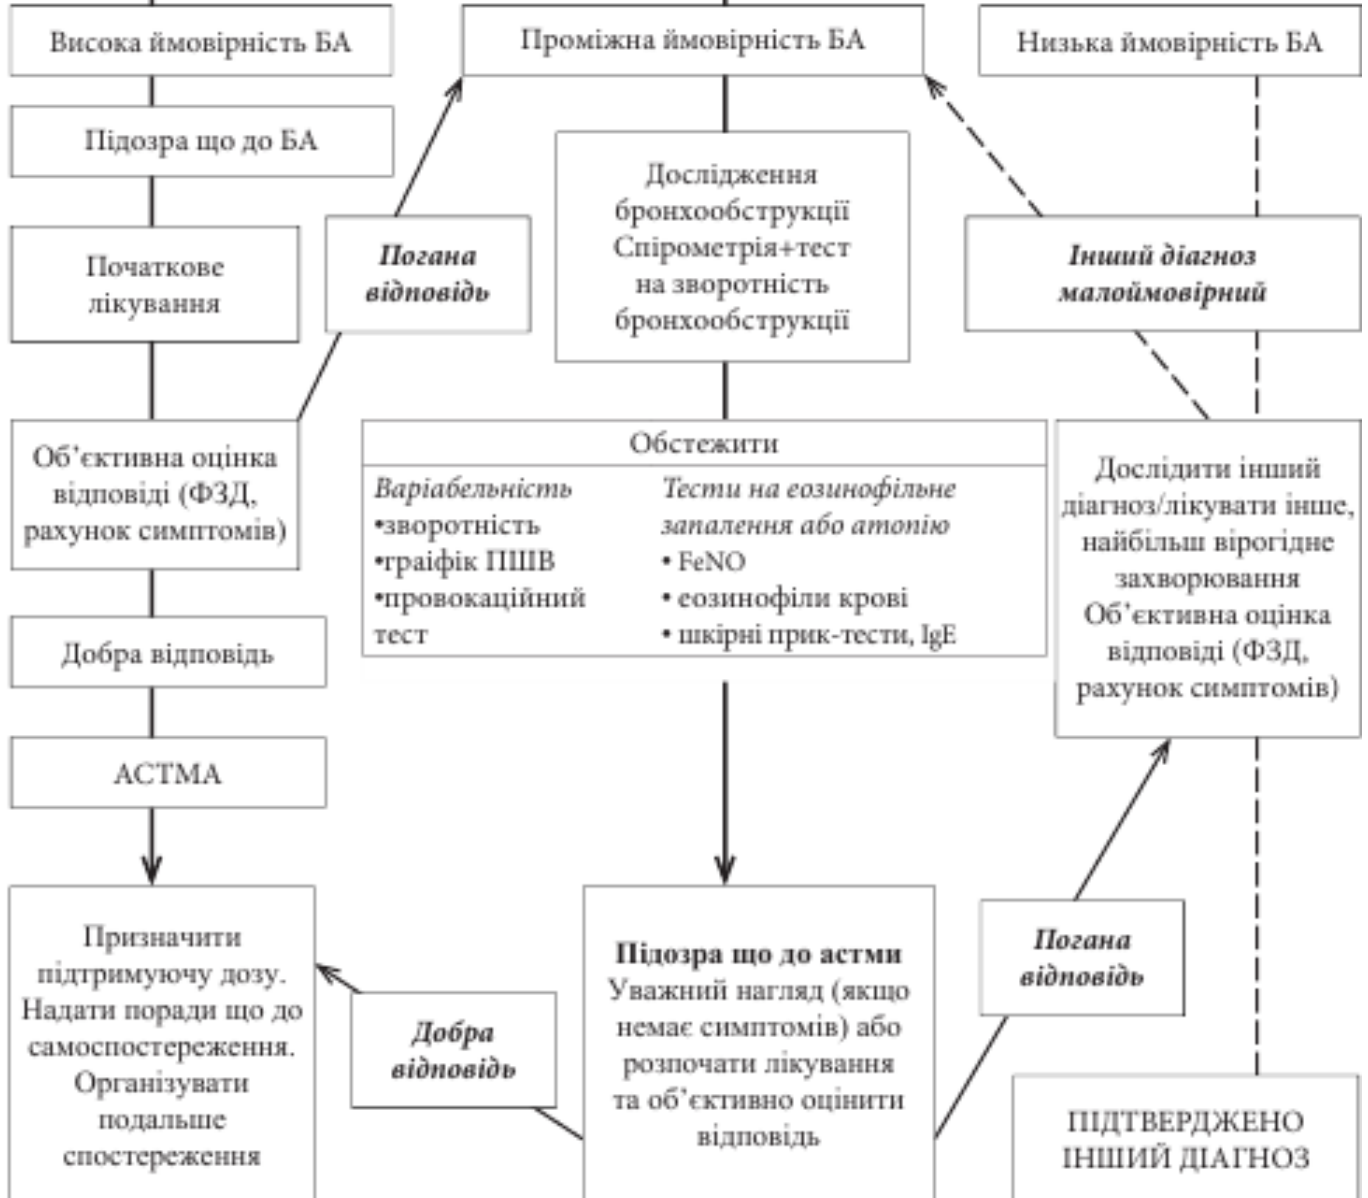 Висока ймовірність БА
Проміжна ймовірність БА
Низька ймовірність БА
Підозра що до БА
Початкове
лікування
Погана
відповідь
Дослідження
бронхообструкції
Спірометрія+тест
на зворотність
бронхообструкції
Інший діагноз
малоймовірний
Об’єктивна оцінка
відповіді (ФЗД,
рахунок симптомів)
Обстежити
Варіабельність
•зворотність
•граіфік ПШВ
•провокаційний
тест
Тести на еозинофільне
запалення або атопію
• FeNO
• еозинофіли крові
• шкірні прик-тести, IgE
Дослідити інший
діагноз/лікувати інше,
найбільш вірогідне
захворювання
Об’єктивна оцінка
відповіді (ФЗД,
рахунок симптомів)
Добра відповідь
АСТМА
Призначити
підтримуючу дозу.
Надати поради що до
самоспостереження.
Організувати
подальше
спостереження
Добра
відповідь
Підозра що до астми
Уважний нагляд (якщо
немає симптомів) або
розпочати лікування
та об’єктивно оцінити
відповідь
Погана
відповідь
ПІДТВЕРДЖЕНО
ІНШИЙ ДІАГНОЗ